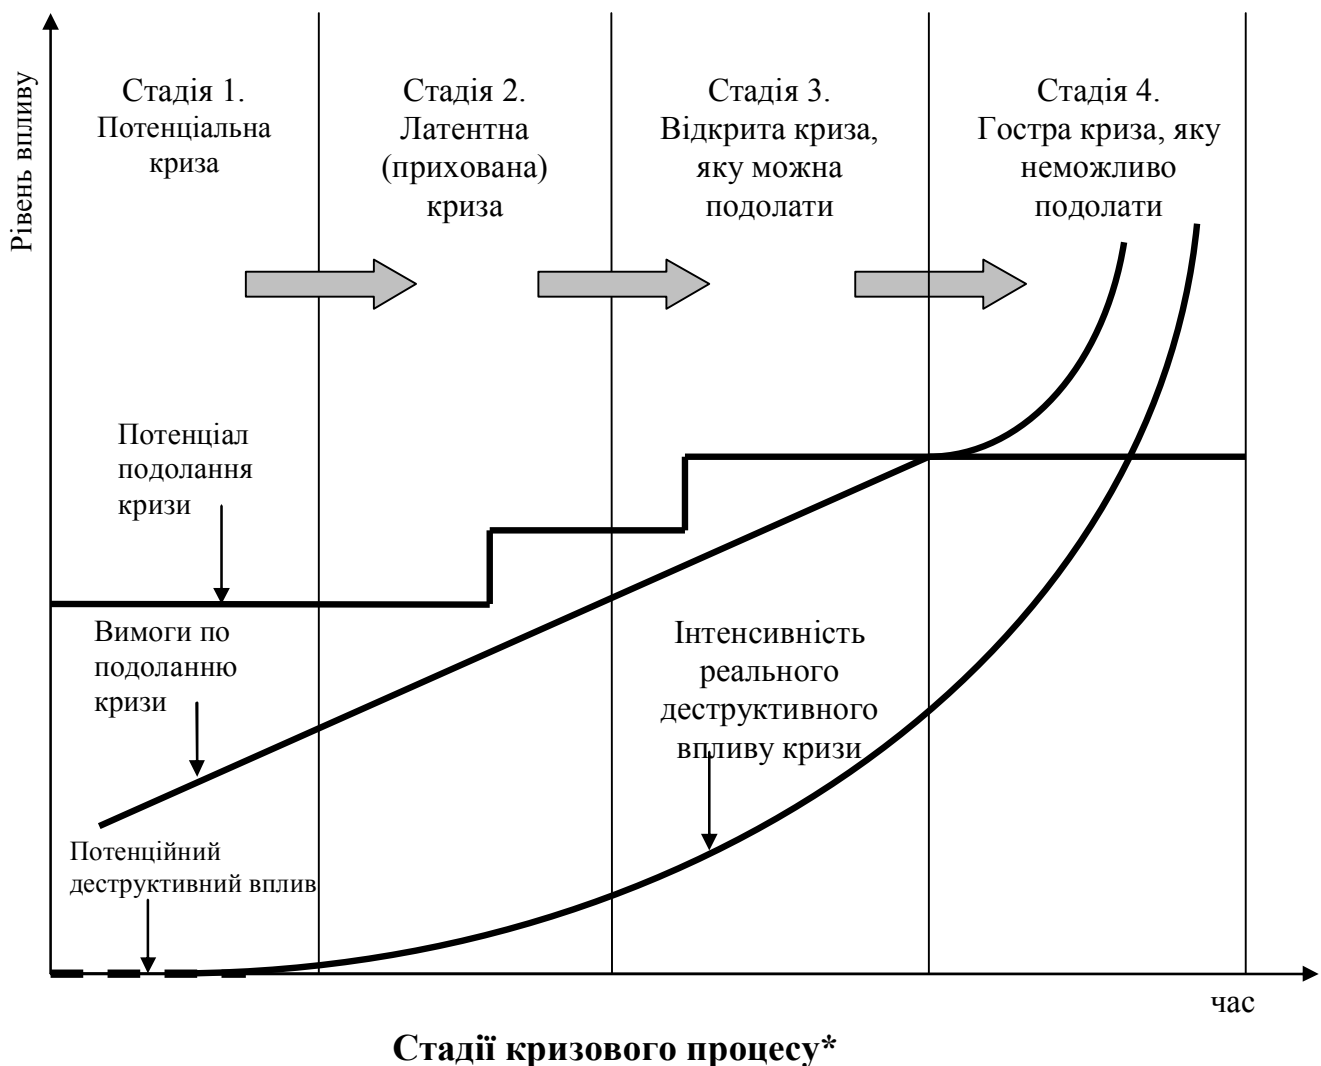 Рівень впливу
Стадія 1.
Потенціальна
криза
Стадія 2.
Латентна
(прихована)
криза
Стадія 3.
Відкрита криза,
яку можна
подолати
Стадія 4.
Гостра криза, яку
неможливо
подолати
Потенціал
подолання
кризи
Вимоги по
подоланню
кризи
Інтенсивність
реального
деструктивного
впливу кризи
Потенційний
деструктивний вплив
час
Стадії кризового процесу*